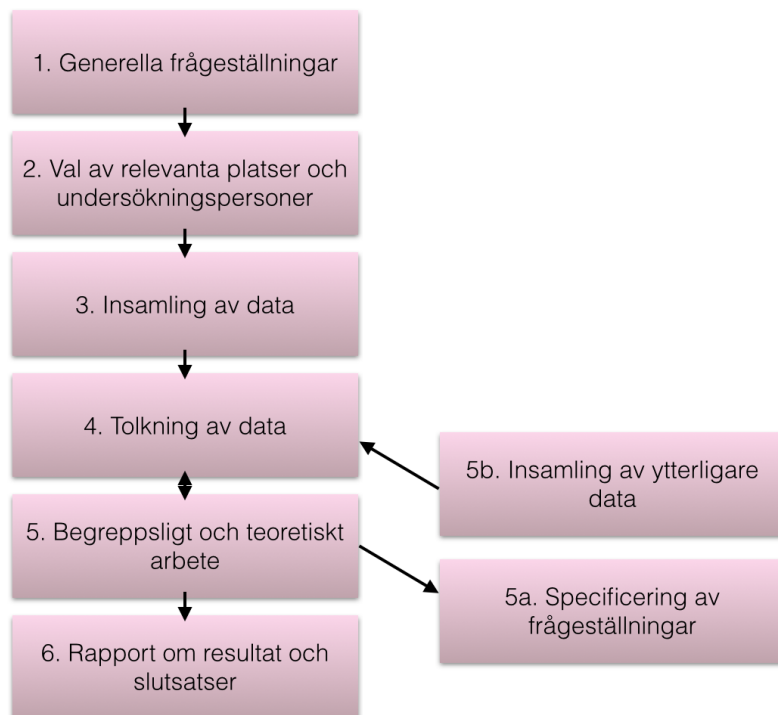 1. Generella frågeställningar
2. Val av relevanta platser och
undersökningspersoner
3. Insamling av data
4. Tolkning av data
5b. Insamling av ytterligare
data
5. Begreppsligt och teoretiskt
arbete
5a. Specificering av
frågeställningar
6. Rapport om resultat och
slutsatser